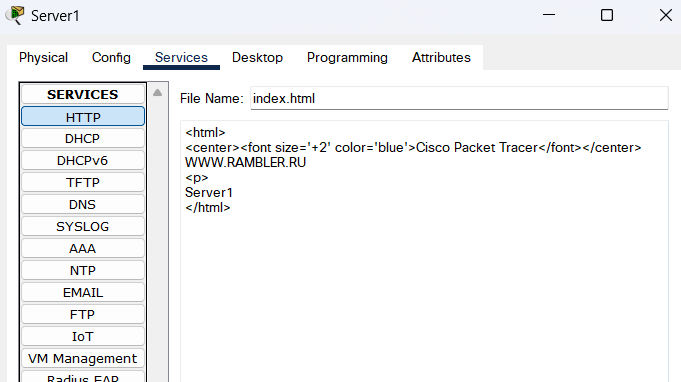 Server1
Physical Config Services Desktop Programming Attributes
SERVICES
HTTP
DHCP
DHCPv6
TFTP
DNS
SYSLOG
AAA
NTP
EMAIL
FTP
IoT
VM Management
Radius EAP
File Name: index.html
<html>
<center><font size='+2' color='blue'>Cisco Packet Tracer</font></center>
WWW.RAMBLER.RU
<p>
Server1
</html>